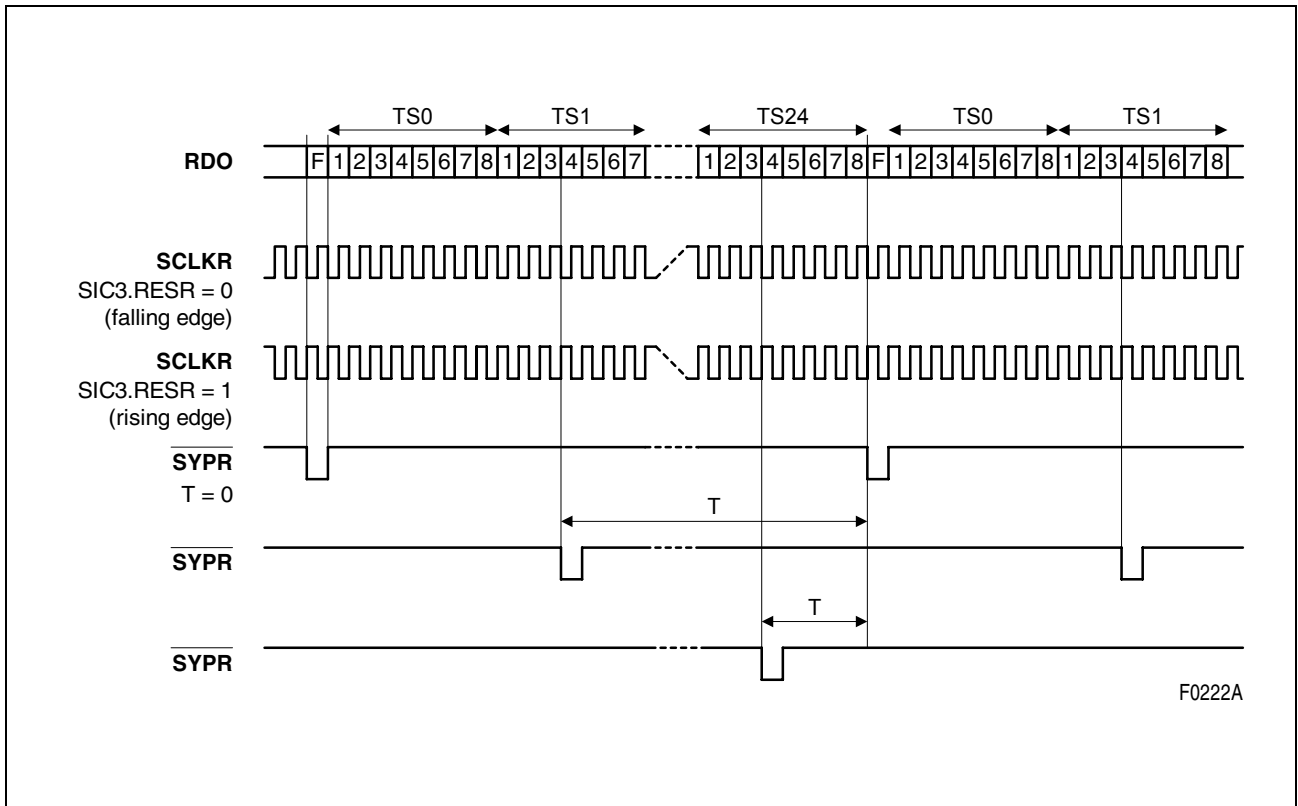 TS0 TS1 TS24 TS0 TS1
RDO F 1 2 3 4 5 6 7 8 1 2 3 4 5 6 7 1 2 3 4 5 6 7 8 F 1 2 3 4 5 6 7 8 1 2 3 4 5 6 7 8
SCLKR
SIC3.RESR = 0
(falling edge)
SCLKR
SIC3.RESR = 1
(rising edge)
SYPR
T = 0
T
SYPR
T
SYPR
F0222A